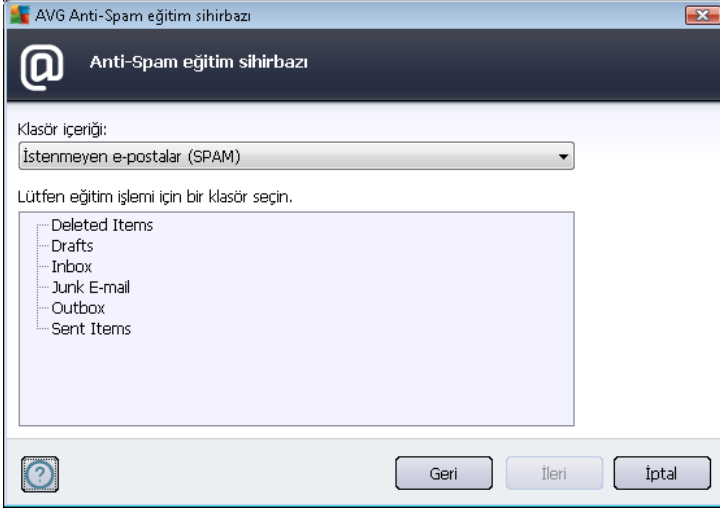 AVG Anti-Spam eğitim sihirbazı
Anti-Spam eğitim sihirbazı
Klasör içeriği:
İstenmeyen e-postalar (SPAM)
Lütfen eğitim işlemi için bir klasör seçin.
Deleted Items
Drafts
Inbox
Junk E-mail
Outbox
Sent Items
Geri İleri İptal